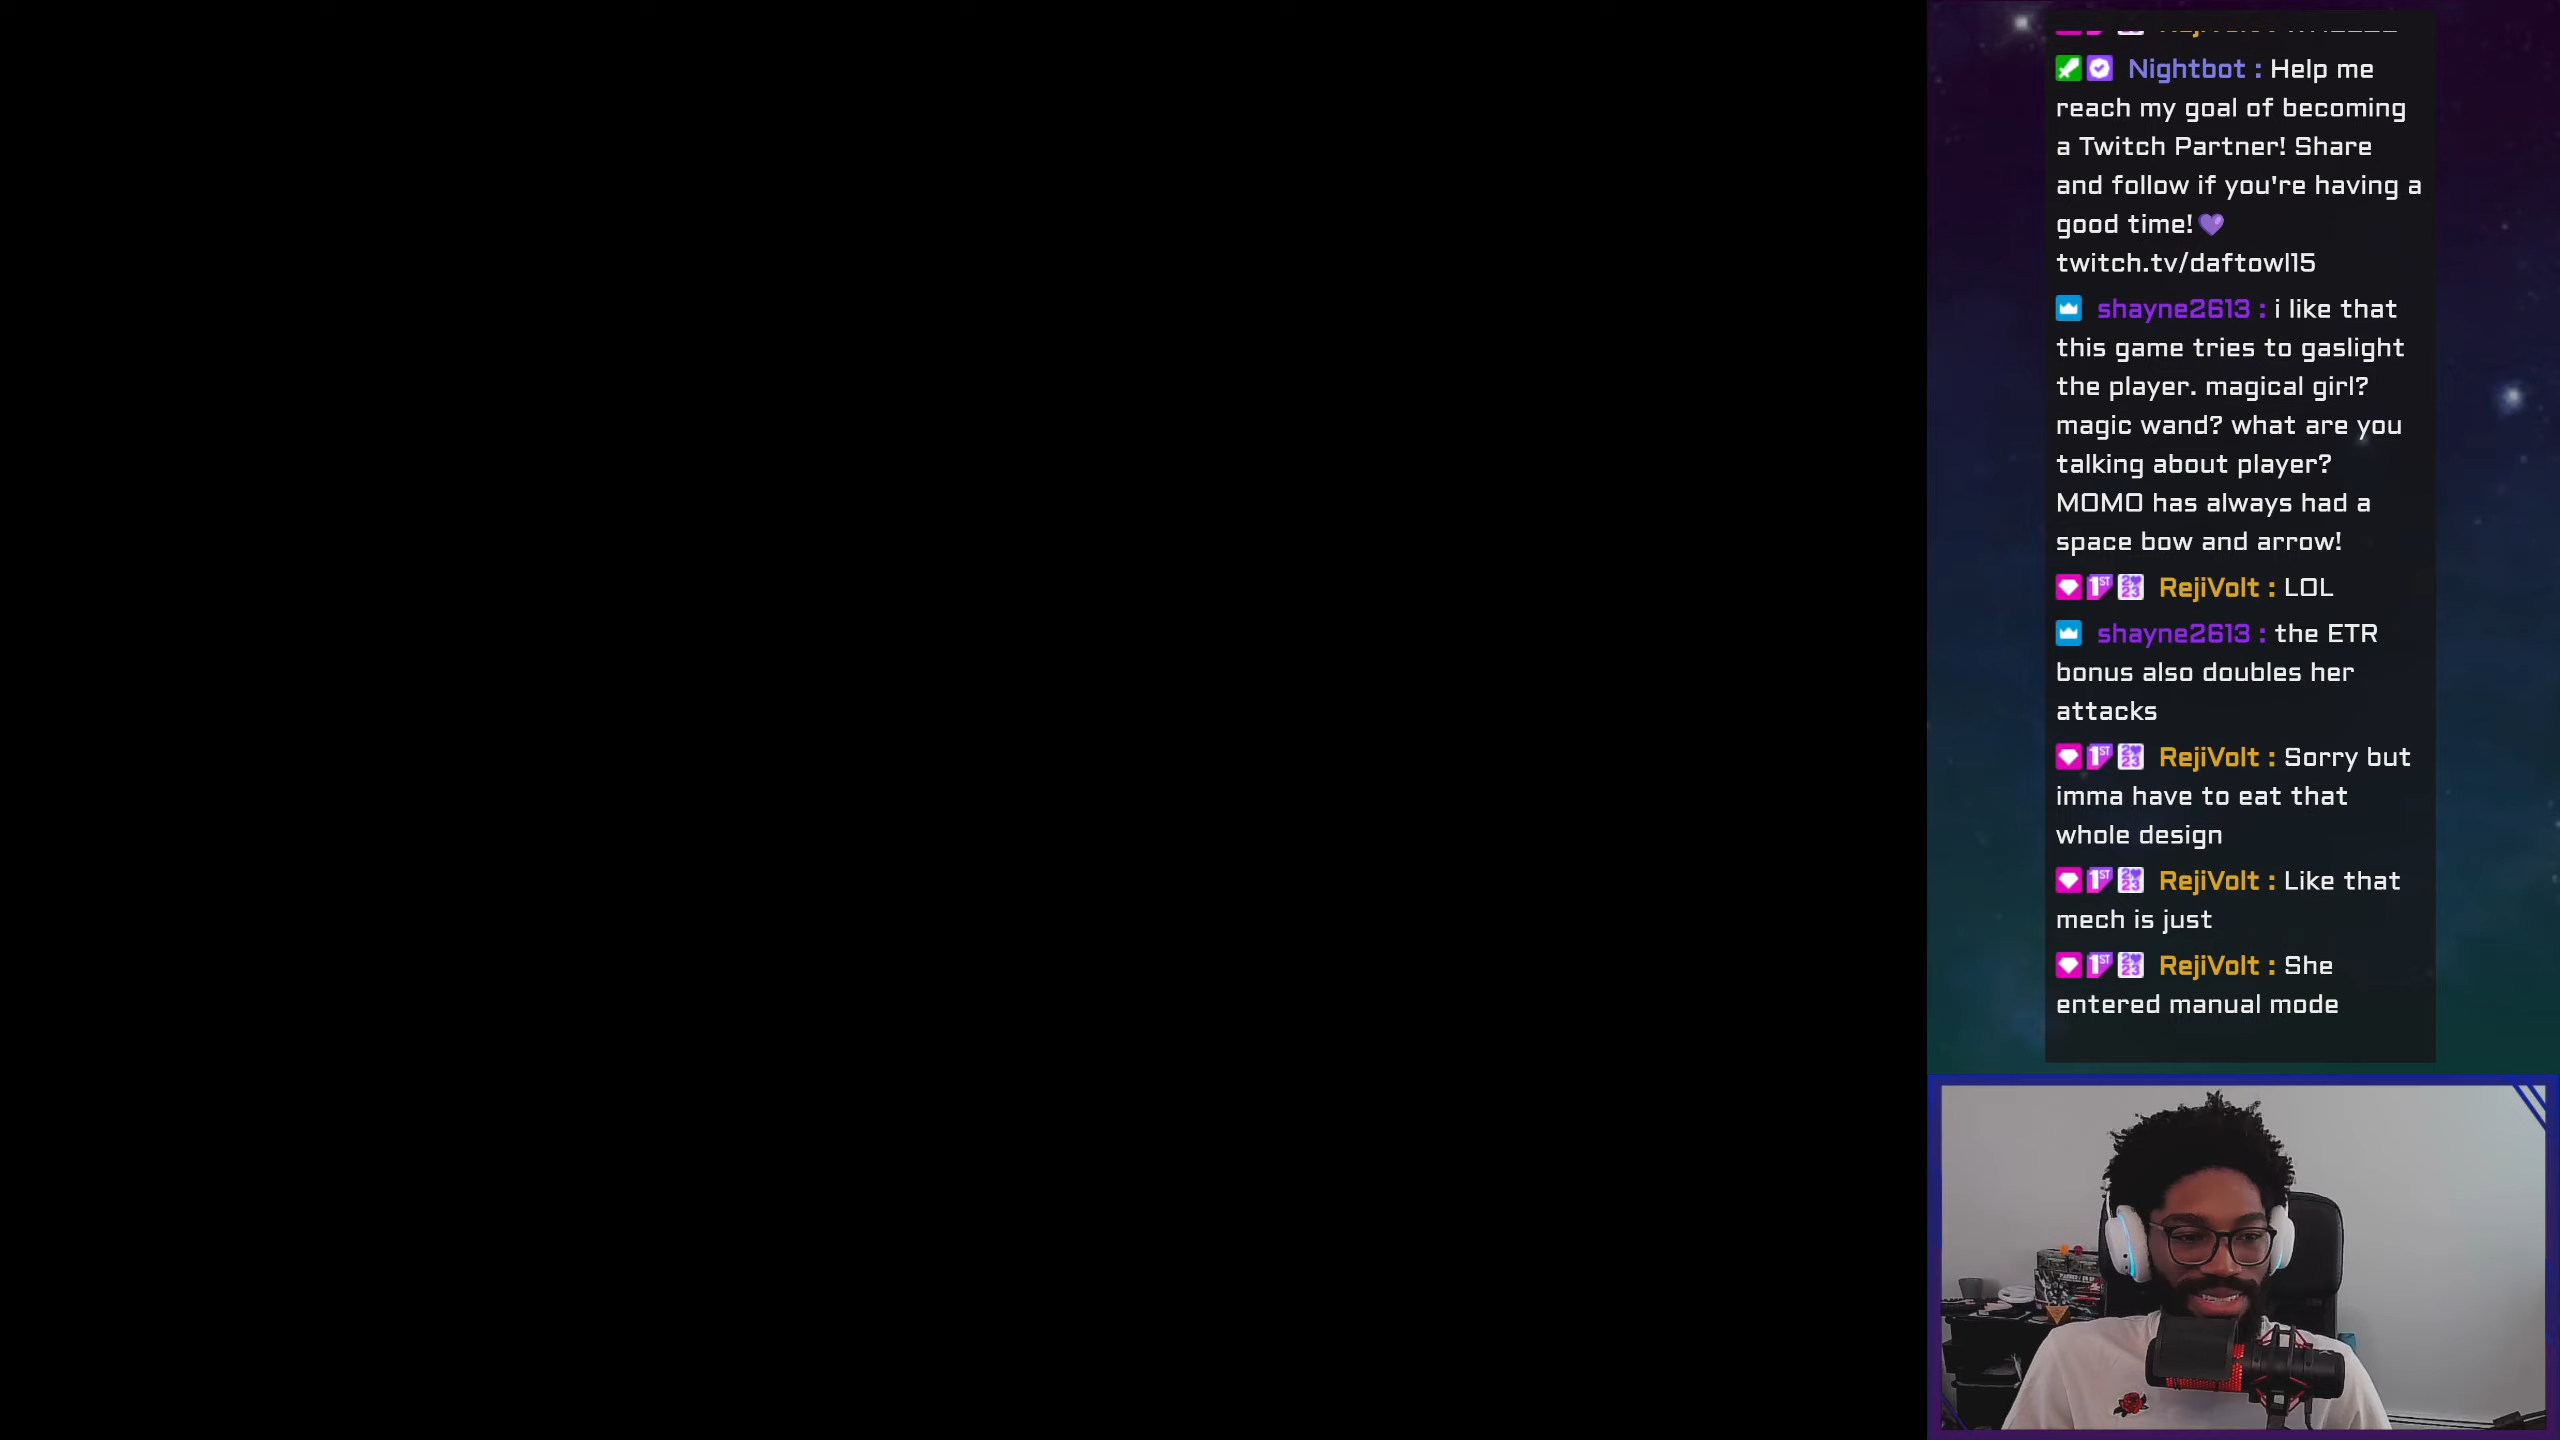 Nightbot : Help me
reach my goal of becoming
a Twitch Partner! Share
and follow if you're having a
good time!💜
twitch.tv/daftowl15
shayne2613 : i like that
this game tries to gaslight
the player. magical girl?
magic wand? what are you
talking about player?
MOMO has always had a
space bow and arrow!
1ST RejiVolt : LOL
shayne2613 : the ETR
bonus also doubles her
attacks
1ST RejiVolt : Sorry but
imma have to eat that
whole design
1ST RejiVolt : Like that
mech is just
1ST RejiVolt : She
entered manual mode